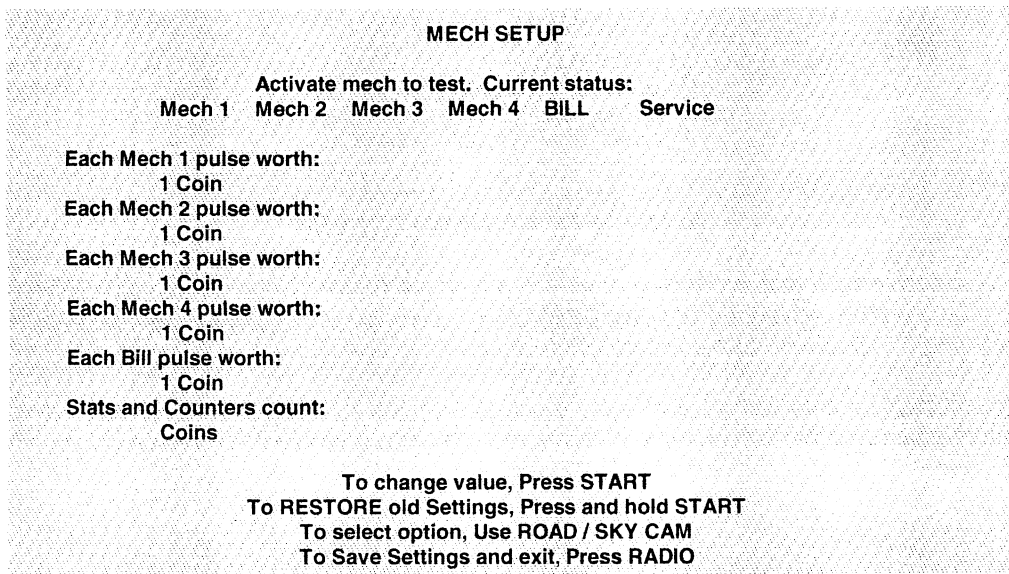 MECH SETUP
Activate mech to test. Current status:
Mech 1 Mech 2 Mech 3 Mech 4 BILL Service
Each Mech 1 pulse worth:
1 Coin
Each Mech 2 pulse worth:
1 Coin
Each Mech 3 pulse worth:
1 Coin
Each Mech 4 pulse worth:
1 Coin
Each Bill pulse worth:
1 Coin
Stats and Counters count:
Coins
To change value, Press START
To RESTORE old Settings, Press and hold START
To select option, Use ROAD / SKY CAM
To Save Settings and exit, Press RADIO